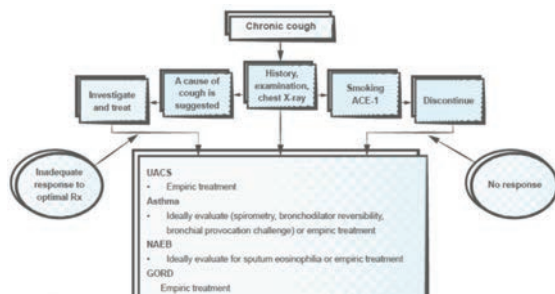 Chronic cough
Investigate
and treat
A cause of
cough is
suggested
History,
examination,
chest X-ray
Smoking
ACE-1
Discontinue
Inadequate
response to
optimal Rx
No response
UACS
• Empiric treatment
Asthma
• Ideally evaluate (spirometry, bronchodilator reversibility,
bronchial provocation challenge) or empiric treatment
NAEB
• Ideally evaluate for sputum eosinophilia or empiric treatment
GORD
Empiric treatment